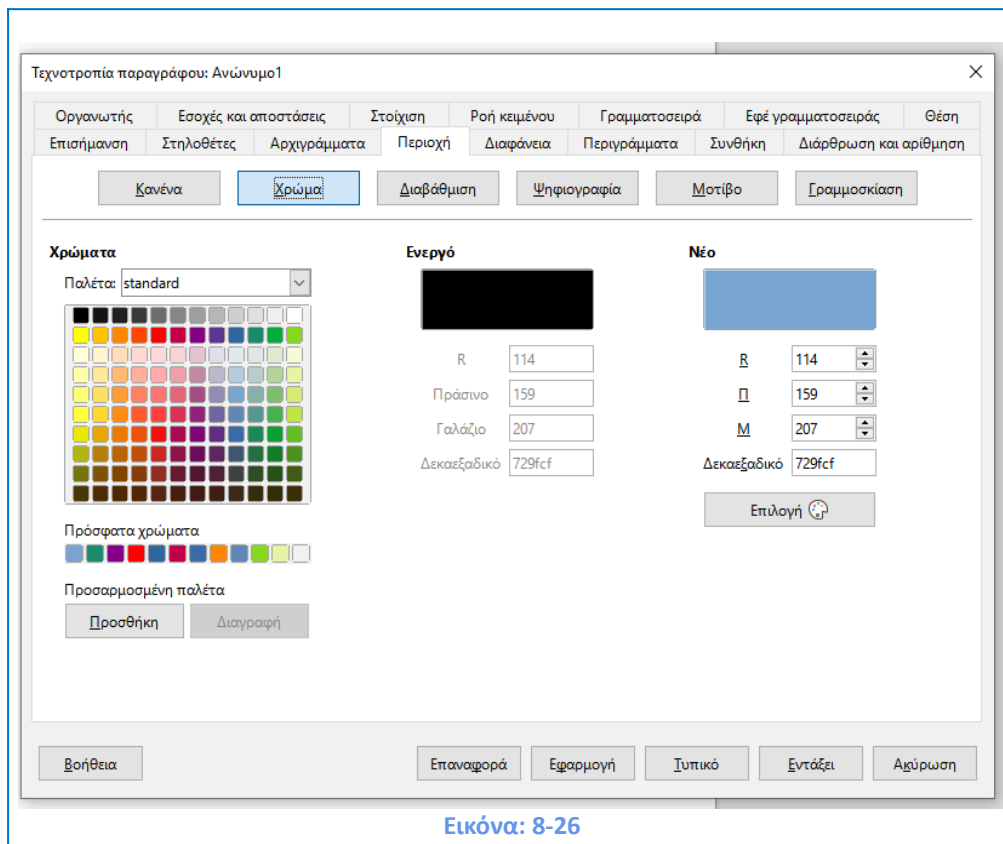 Τεχνοτροπία παραγράφου: Ανώνυμο1
Οργανωτής Εσοχές και αποστάσεις Στοίχιση Ροή κειμένου Γραμματοσειρά Εφέ γραμματοσειράς Θέση
Επισήμανση Στηλοθέτες Αρχιγράμματα Περιοχή Διαφάνεια Περιγράμματα Συνθήκη Διάρθρωση και αρίθμηση
Κανένα Χρώμα Διαβάθμιση Ψηφιογραφία Μοτίβο Γραμμοσκίαση
Χρώματα
Παλέτα: standard
Πρόσφατα χρώματα
Προσαρμοσμένη παλέτα
Προσθήκη Διαγραφή
Ενεργό
R 114
Πράσινο 159
Γαλάζιο 207
Δεκαεξαδικό 729fcf
Νέο
R 114
Π 159
Μ 207
Δεκαεξαδικό 729fcf
Επιλογή
Βοήθεια Επαναφορά Εφαρμογή Τυπικό Εντάξει Ακύρωση
Εικόνα: 8-26